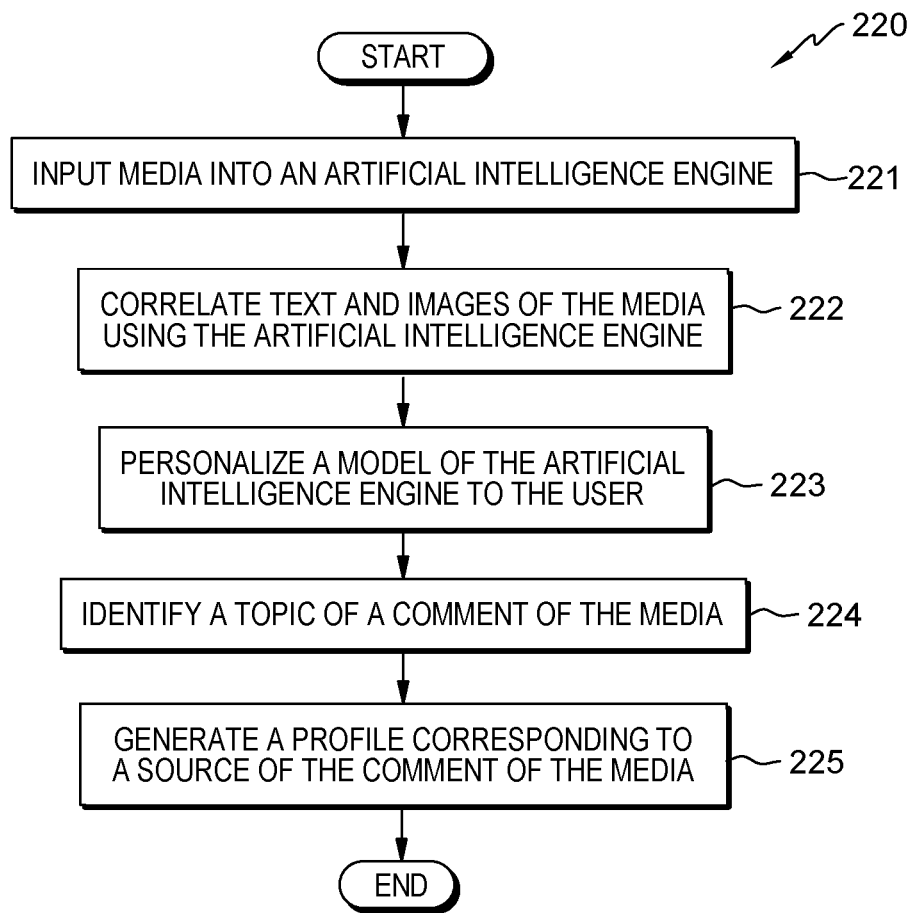 220
START
INPUT MEDIA INTO AN ARTIFICIAL INTELLIGENCE ENGINE
221
CORRELATE TEXT AND IMAGES OF THE MEDIA
USING THE ARTIFICIAL INTELLIGENCE ENGINE
222
PERSONALIZE A MODEL OF THE ARTIFICIAL
INTELLIGENCE ENGINE TO THE USER
223
IDENTIFY A TOPIC OF A COMMENT OF THE MEDIA
224
GENERATE A PROFILE CORRESPONDING TO
A SOURCE OF THE COMMENT OF THE MEDIA
225
END